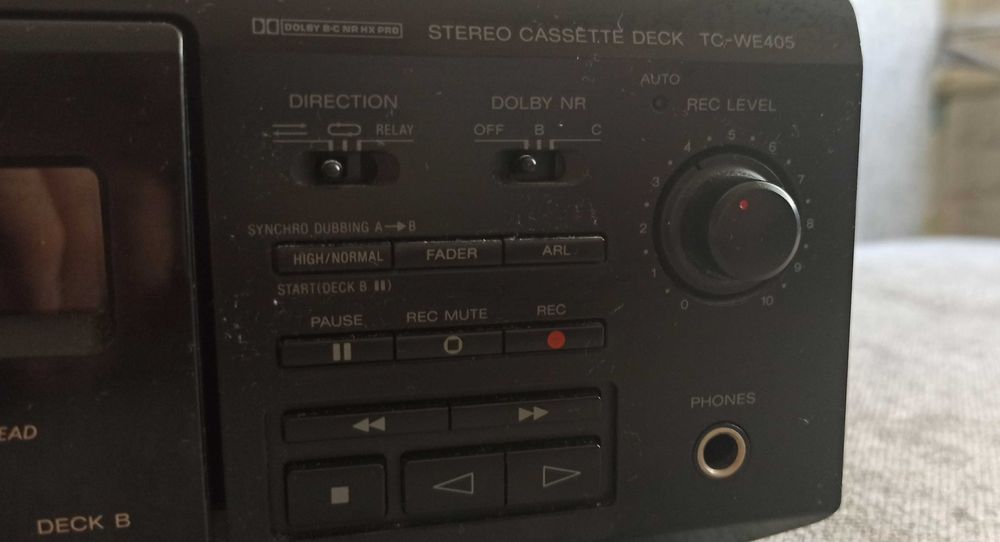 DOLBY B-C NR HX PRO
STEREO CASSETTE DECK TC-WE405
AUTO
DIRECTION
DOLBY NR
REC LEVEL
RELAY
OFF B C
0 1 2 3 4 5 6 7 8 9 10
SYNCHRO DUBBING A→B
HIGH/NORMAL
FADER
ARL
START(DECK B ❚❚)
PAUSE
REC MUTE
REC
PHONES
EAD
DECK B